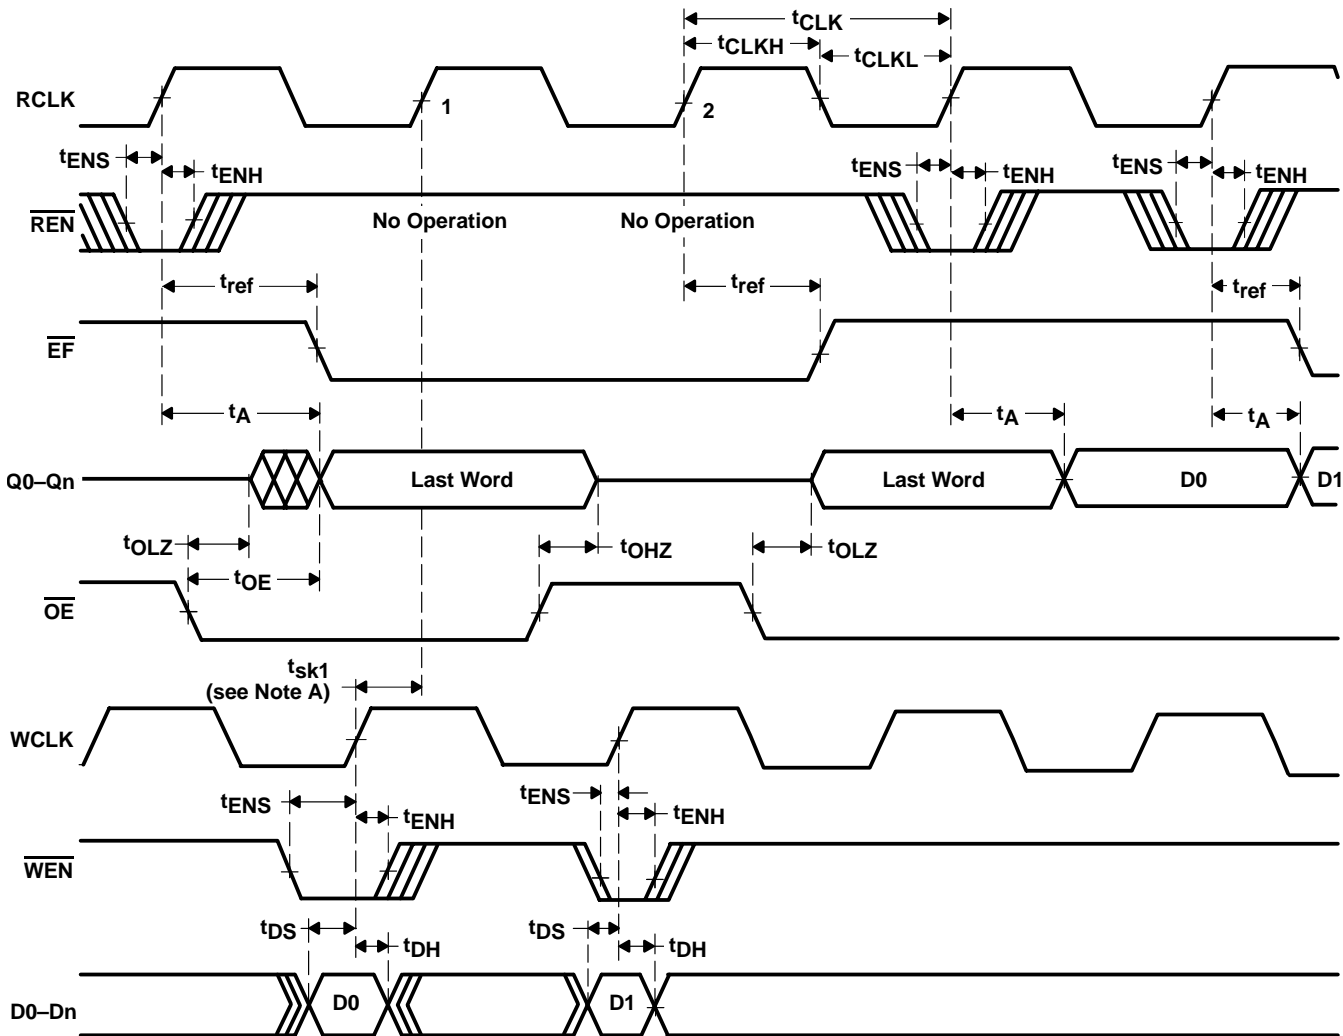 tCLK
tCLKH
tCLKL
RCLK
1
2
tENS
tENH
tENS
tENH
tENS
tENH
REN
No Operation
No Operation
tref
tref
tref
EF
tA
tA
tA
Q0–Qn
Last Word
Last Word
D0
D1
tOLZ
tOHZ
tOLZ
tOE
OE
tsk1
(see Note A)
WCLK
tENS
tENH
tENS
tENH
WEN
tDS
tDH
tDS
tDH
D0–Dn
D0
D1